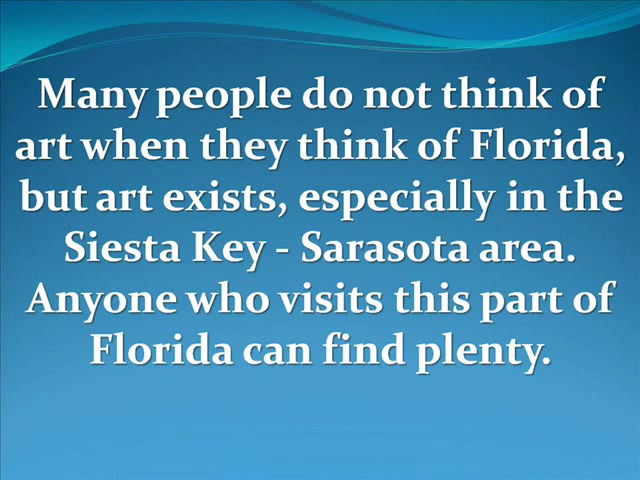 Many people do not think of
art when they think of Florida,
but art exists, especially in the
Siesta Key - Sarasota area.
Anyone who visits this part of
Florida can find plenty.